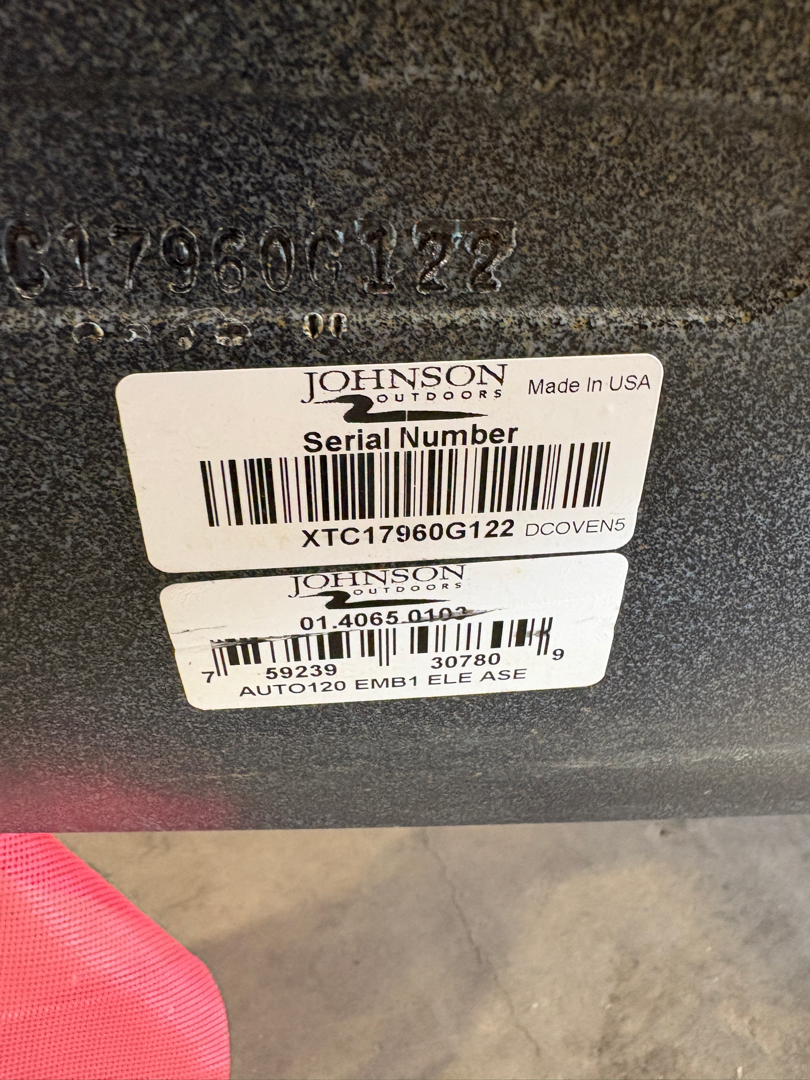 C17960G122
JOHNSON
OUTDOORS
Made In USA
Serial Number
XTC17960G122 DCOVEN5
JOHNSON
OUTDOORS
01.4065.0103
7 59239 30780 9
AUTO120 EMB1 ELE ASE